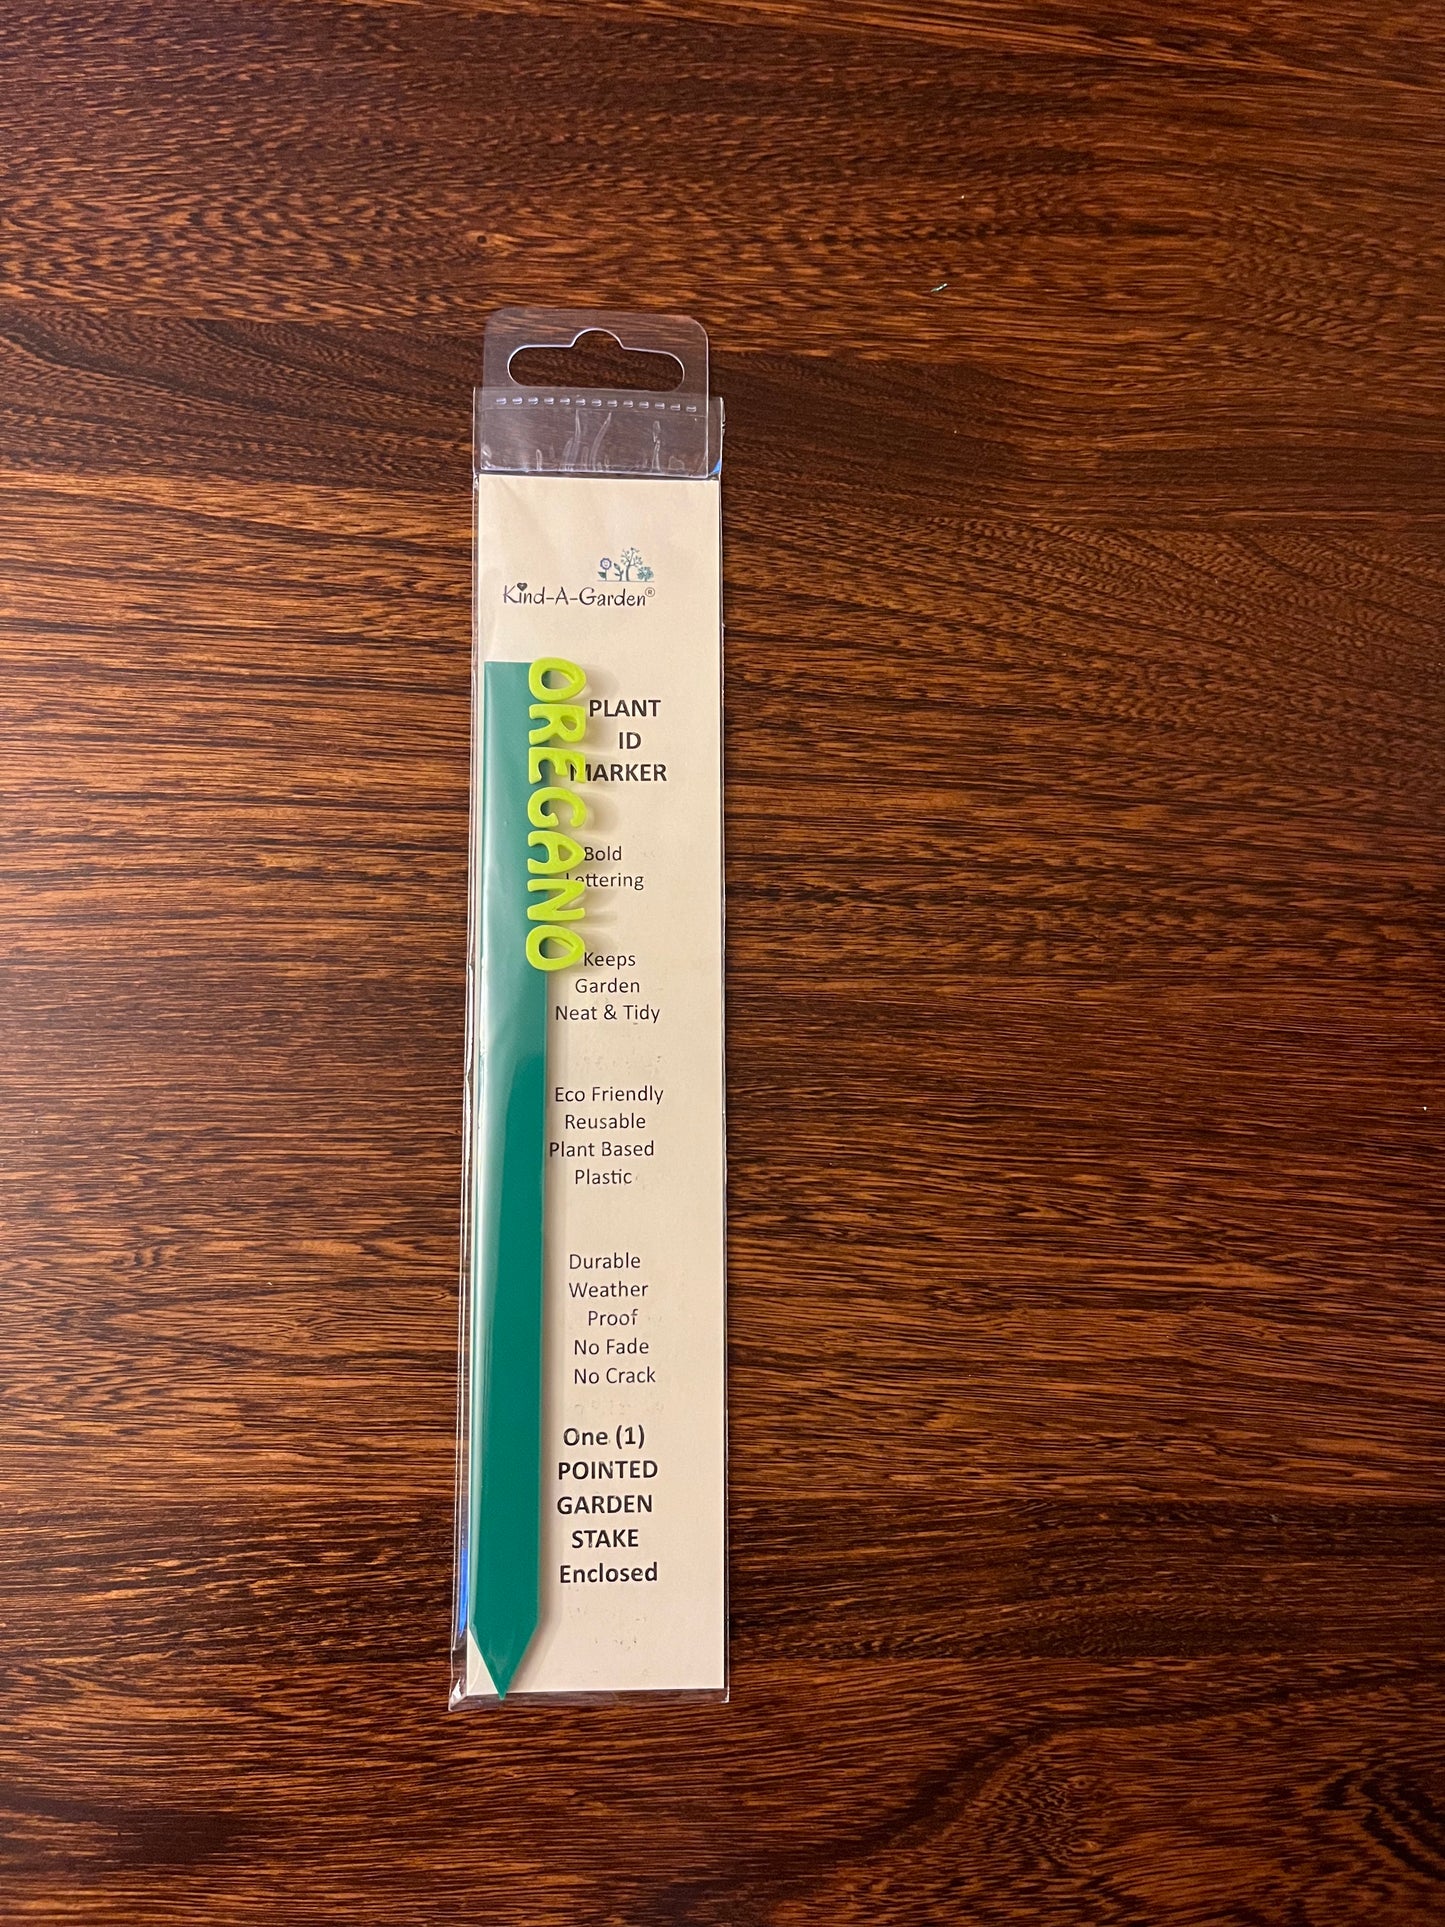 Kind-A-Garden®
OREGANO
PLANT
ID
MARKER
Bold
Lettering
Keeps
Garden
Neat & Tidy
Eco Friendly
Reusable
Plant Based
Plastic
Durable
Weather
Proof
No Fade
No Crack
One (1)
POINTED
GARDEN
STAKE
Enclosed